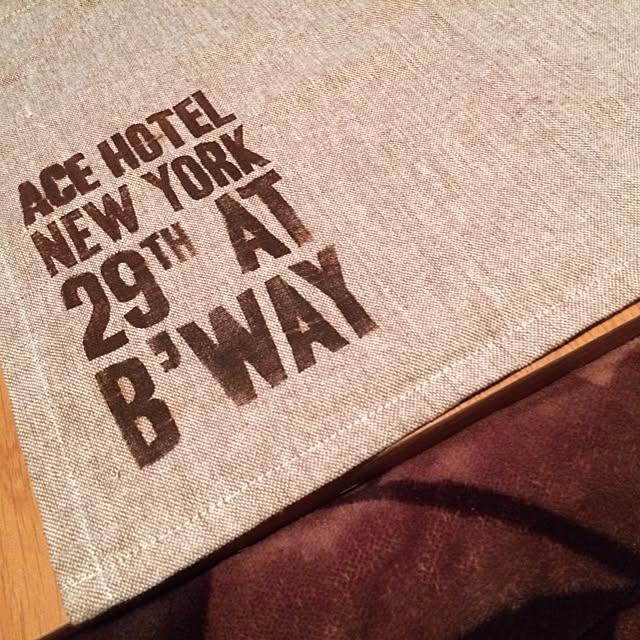 ACE HOTEL
NEW YORK
29TH AT
B'WAY